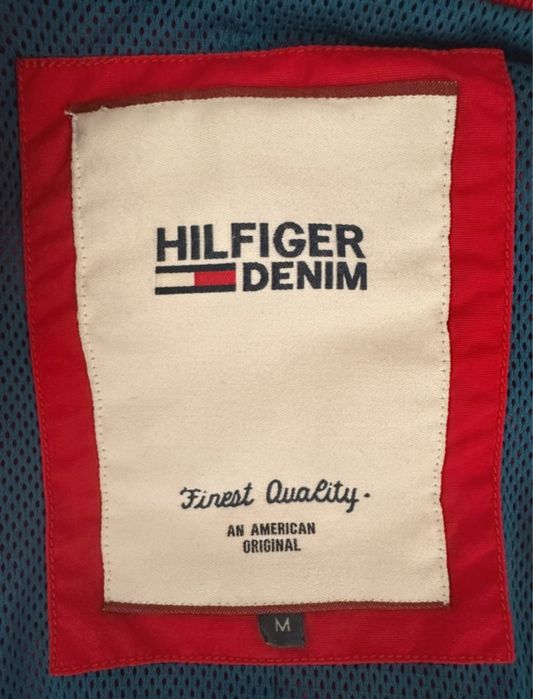 HILFIGER
DENIM
Finest Quality.
AN AMERICAN
ORIGINAL
M